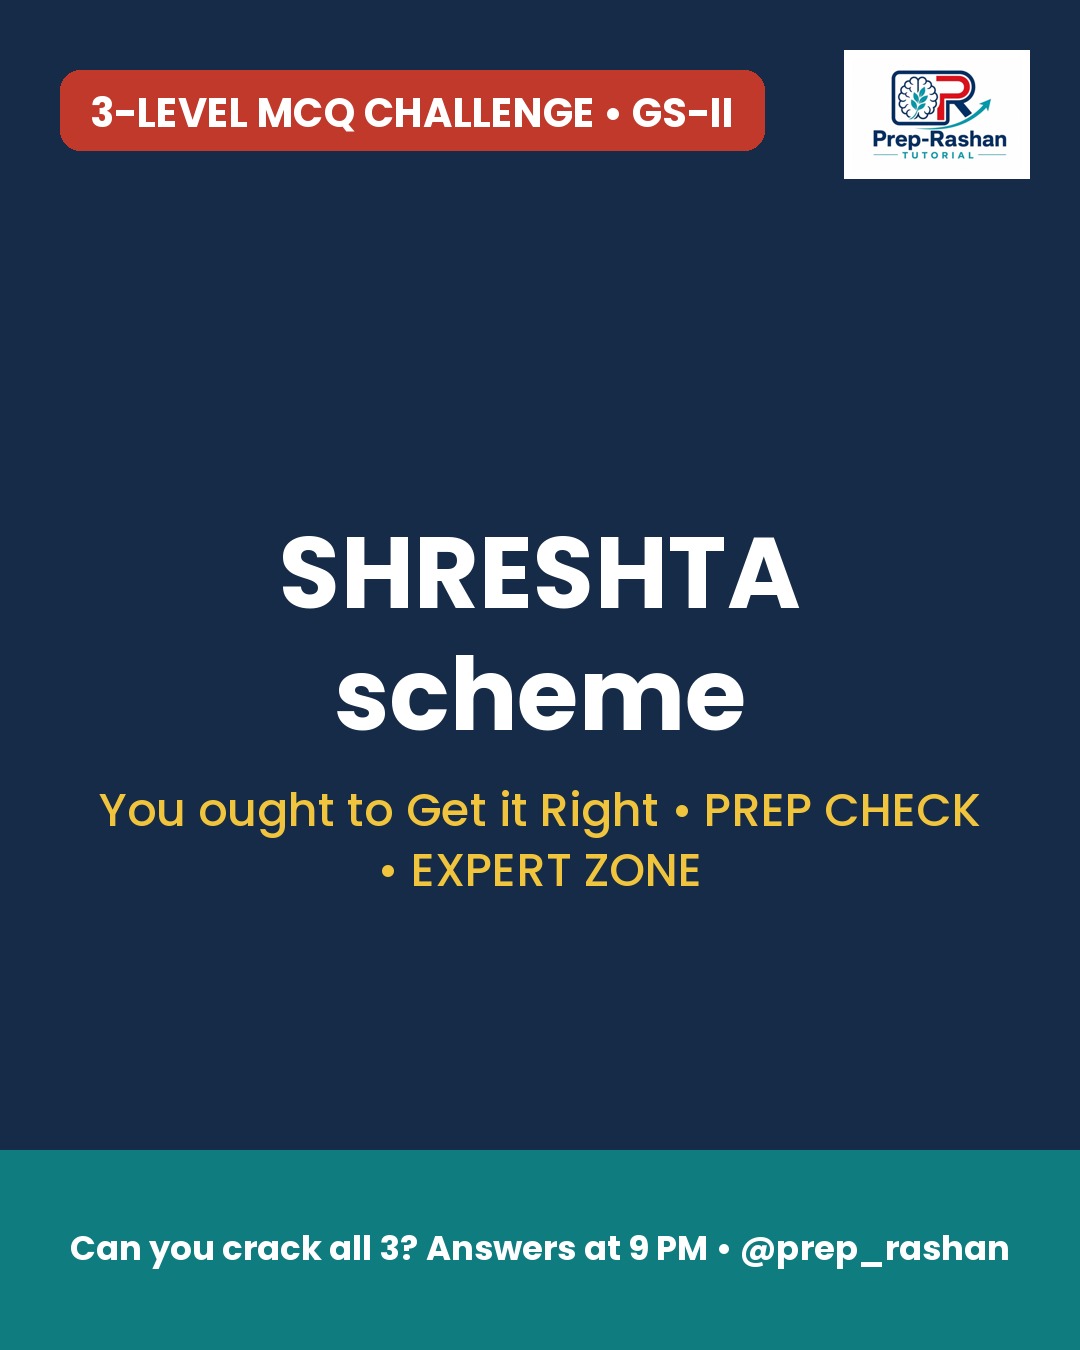 3-LEVEL MCQ CHALLENGE • GS-II
Prep-Rashan
TUTORIAL
SHRESHTA
scheme
You ought to Get it Right • PREP CHECK
• EXPERT ZONE
Can you crack all 3? Answers at 9 PM • @prep_rashan